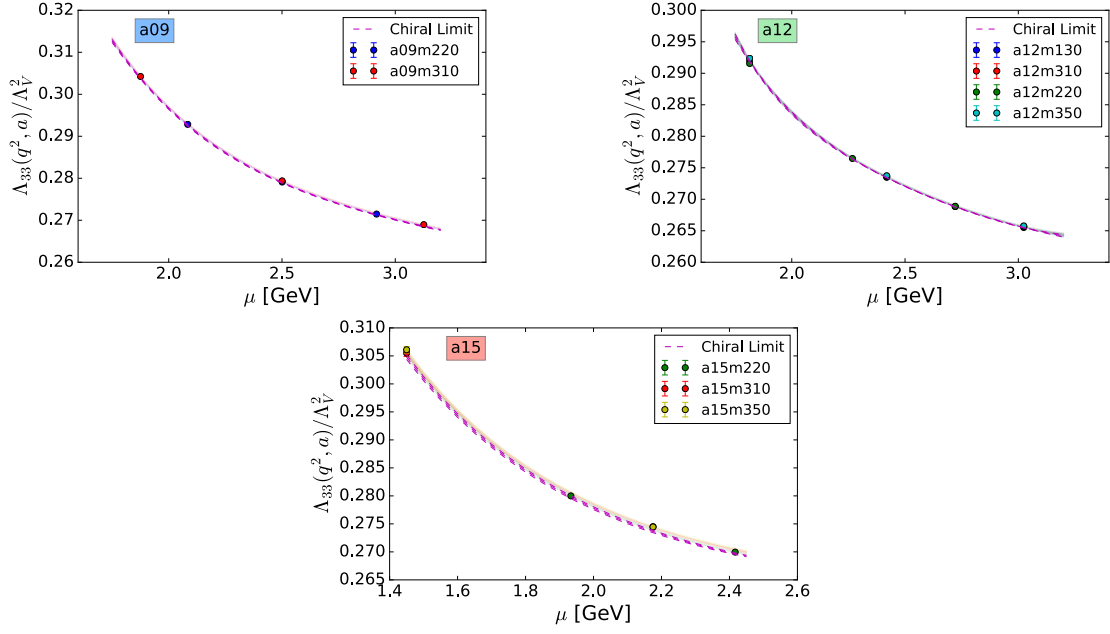 a09
Chiral Limit
a09m220
a09m310
0.32
0.31
0.30
0.29
0.28
0.27
0.26
2.0 2.5 3.0
μ [GeV]
Λ₃₃(q², a)/Λ²_V
a12
Chiral Limit
a12m130
a12m310
a12m220
a12m350
0.300
0.295
0.290
0.285
0.280
0.275
0.270
0.265
0.260
2.0 2.5 3.0
μ [GeV]
Λ₃₃(q², a)/Λ²_V
a15
Chiral Limit
a15m220
a15m310
a15m350
0.310
0.305
0.300
0.295
0.290
0.285
0.280
0.275
0.270
0.265
1.4 1.6 1.8 2.0 2.2 2.4 2.6
μ [GeV]
Λ₃₃(q², a)/Λ²_V